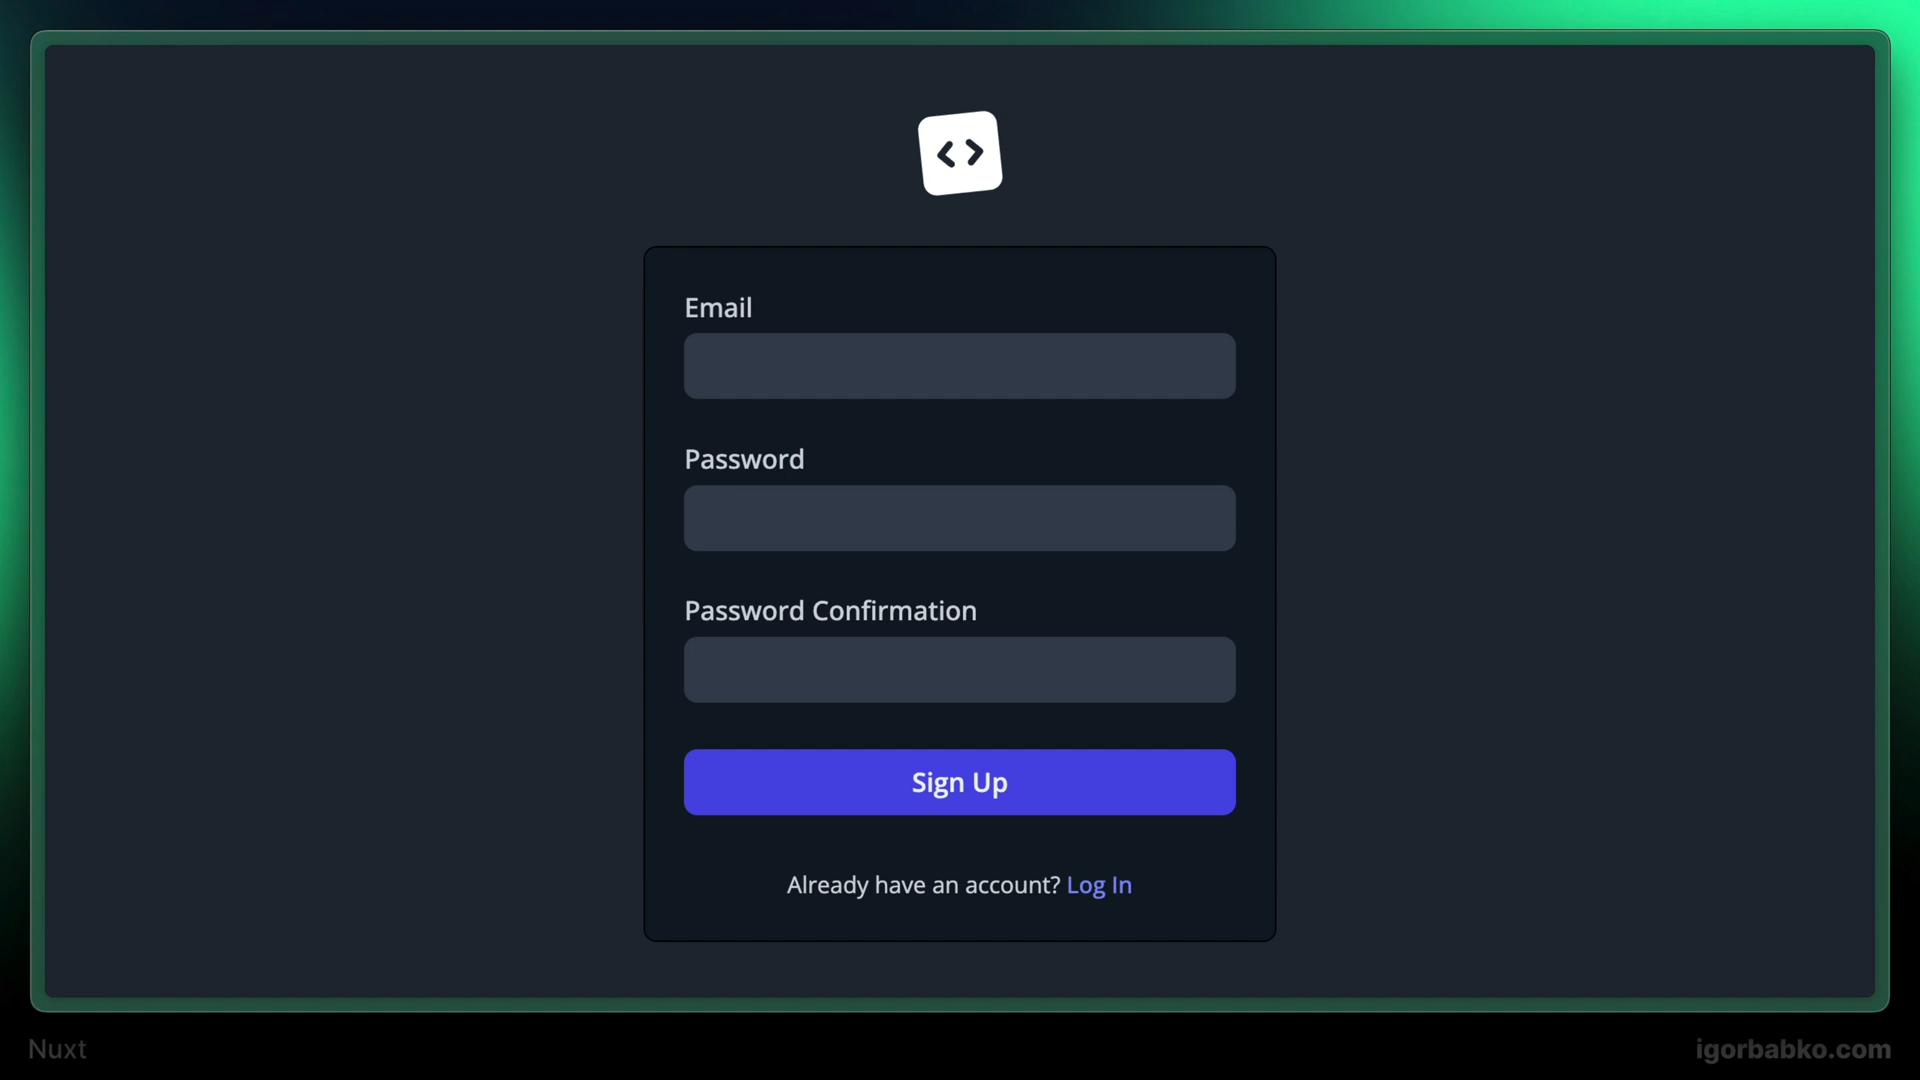 Email
Password
Password Confirmation
Sign Up
Already have an account? Log In
Nuxt
igorbabko.com